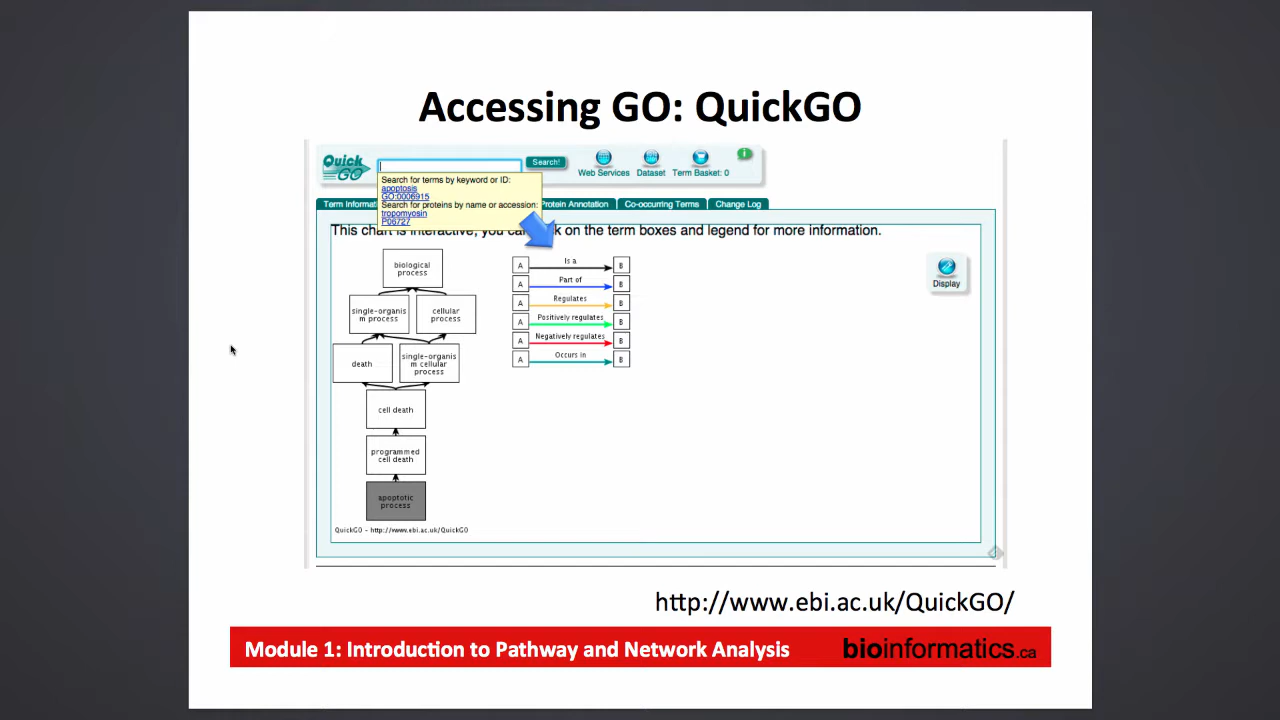 Accessing GO: QuickGO
Quick GO
Search!
Web Services
Dataset
Term Basket: 0
i
Search for terms by keyword or ID:
apoptosis
GO:0006915
Search for proteins by name or accession:
tropomyosin
P06727
Term Informat
Protein Annotation
Co-occurring Terms
Change Log
This chart is interactive, you can
k on the term boxes and legend for more information.
biological
process
single-organis
m process
cellular
process
death
single-organis
m cellular
process
cell death
programmed
cell death
apoptotic
process
A Is a B
A Part of B
A Regulates B
A Positively regulates B
A Negatively regulates B
A Occurs in B
Display
QuickGO - http://www.ebi.ac.uk/QuickGO
http://www.ebi.ac.uk/QuickGO/
Module 1: Introduction to Pathway and Network Analysis
bioinformatics.ca